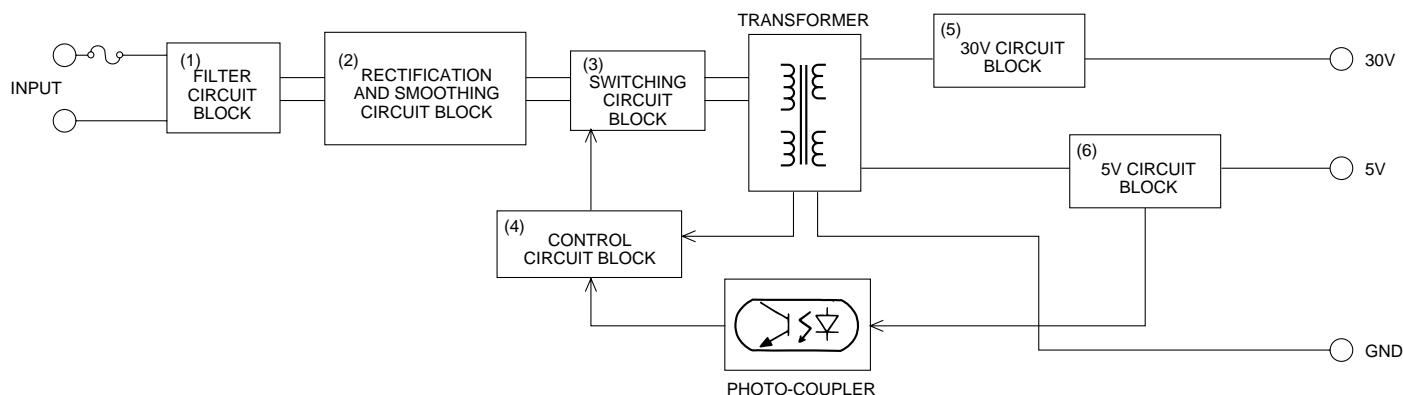 TRANSFORMER
INPUT
(1)
FILTER
CIRCUIT
BLOCK
(2)
RECTIFICATION
AND SMOOTHING
CIRCUIT BLOCK
(3)
SWITCHING
CIRCUIT
BLOCK
(5)
30V CIRCUIT
BLOCK
30V
(6)
5V CIRCUIT
BLOCK
5V
(4)
CONTROL
CIRCUIT BLOCK
PHOTO-COUPLER
GND